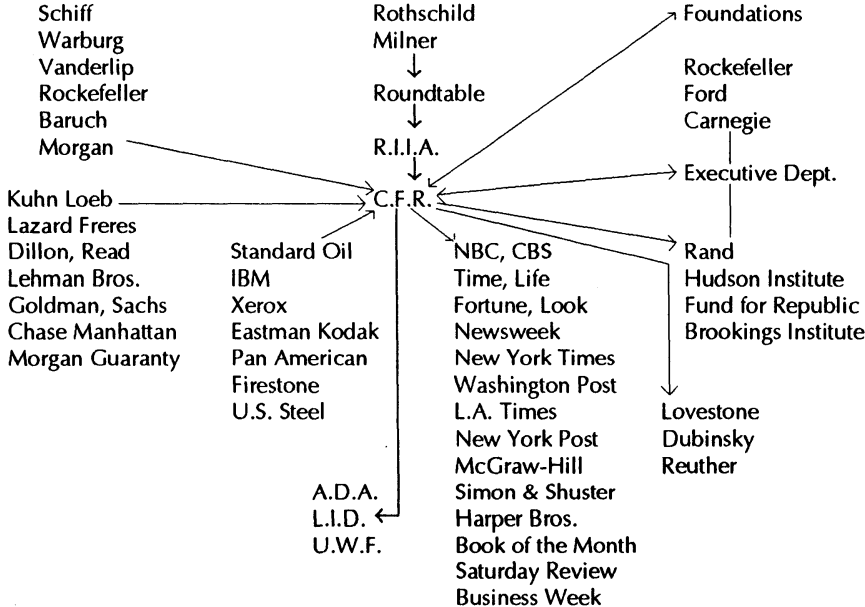 Schiff
Warburg
Vanderlip
Rockefeller
Baruch
Morgan
Rothschild
Milner
Roundtable
R.I.I.A.
C.F.R.
Foundations
Rockefeller
Ford
Carnegie
Executive Dept.
Rand
Hudson Institute
Fund for Republic
Brookings Institute
Kuhn Loeb
Lazard Freres
Dillon, Read
Lehman Bros.
Goldman, Sachs
Chase Manhattan
Morgan Guaranty
Standard Oil
IBM
Xerox
Eastman Kodak
Pan American
Firestone
U.S. Steel
NBC, CBS
Time, Life
Fortune, Look
Newsweek
New York Times
Washington Post
L.A. Times
New York Post
McGraw-Hill
Simon & Shuster
Harper Bros.
Book of the Month
Saturday Review
Business Week
Lovestone
Dubinsky
Reuther
A.D.A.
L.I.D.
U.W.F.